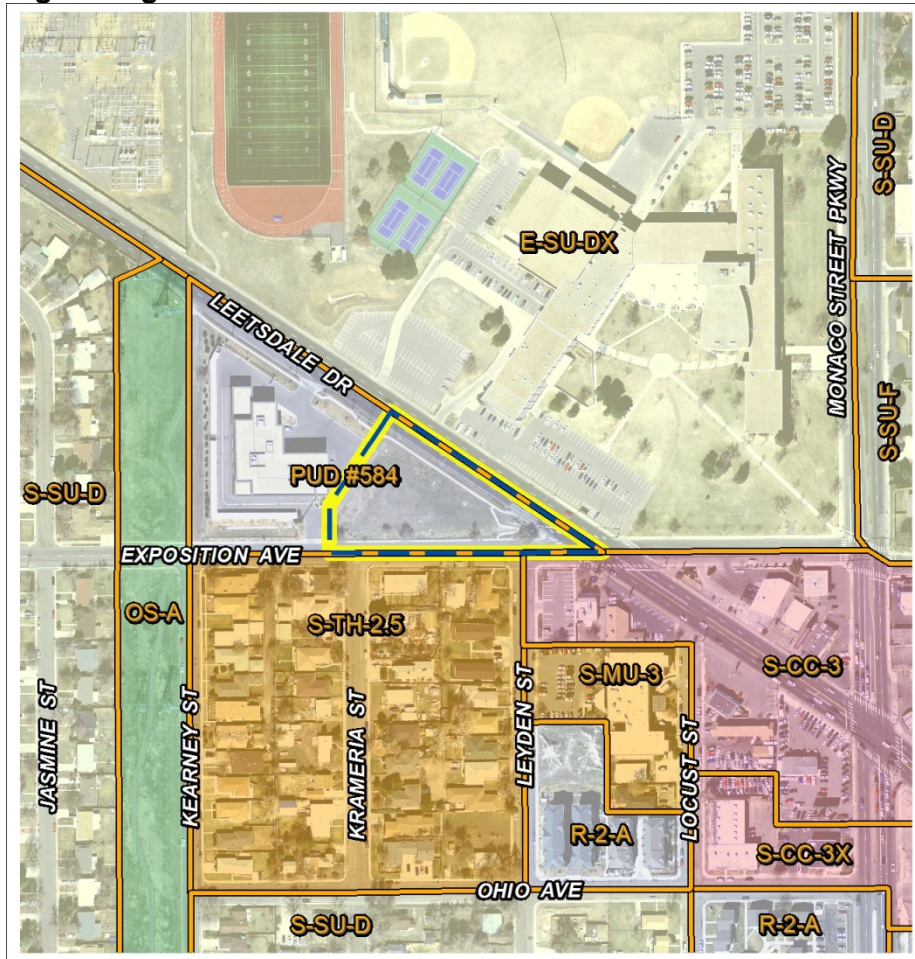 S-SU-D
MONACO STREET PKWY
E-SU-DX
LEETSDALE DR
S-SU-F
PUD #584
S-SU-D
EXPOSITION AVE
OS-A
S-TH-2.5
S-CC-3
S-MU-3
JASMINE ST
KEARNEY ST
KRAMERIA ST
LEYDEN ST
LOCUST ST
R-2-A
S-CC-3X
OHIO AVE
S-SU-D
R-2-A